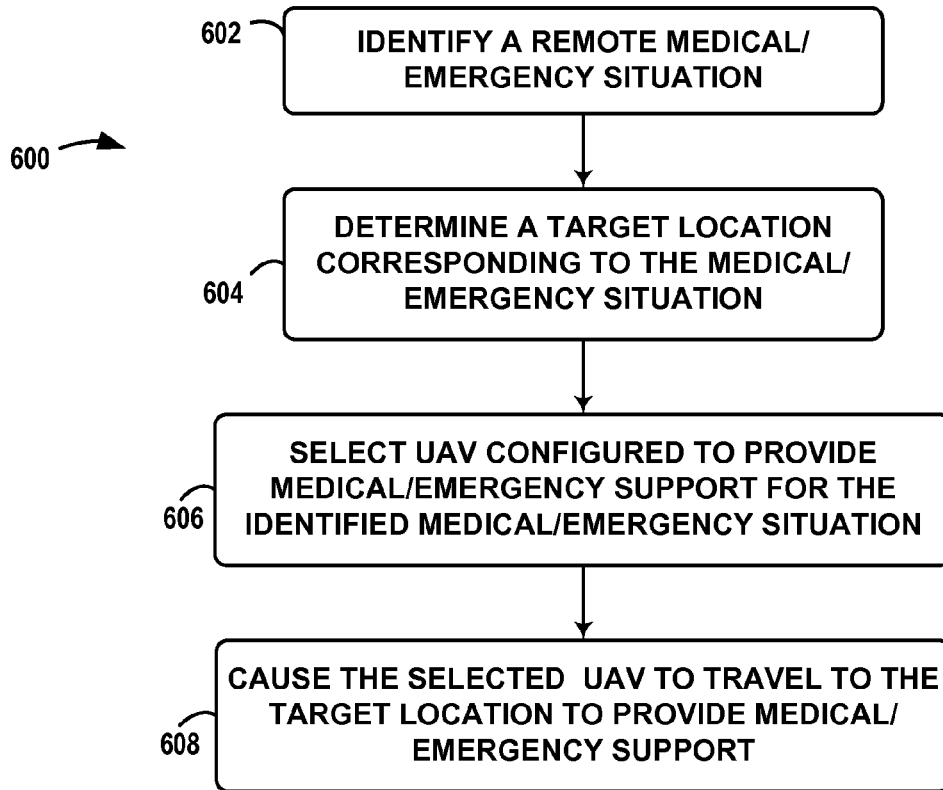 602
IDENTIFY A REMOTE MEDICAL/
EMERGENCY SITUATION
600
DETERMINE A TARGET LOCATION
CORRESPONDING TO THE MEDICAL/
EMERGENCY SITUATION
604
SELECT UAV CONFIGURED TO PROVIDE
MEDICAL/EMERGENCY SUPPORT FOR THE
IDENTIFIED MEDICAL/EMERGENCY SITUATION
606
CAUSE THE SELECTED UAV TO TRAVEL TO THE
TARGET LOCATION TO PROVIDE MEDICAL/
EMERGENCY SUPPORT
608